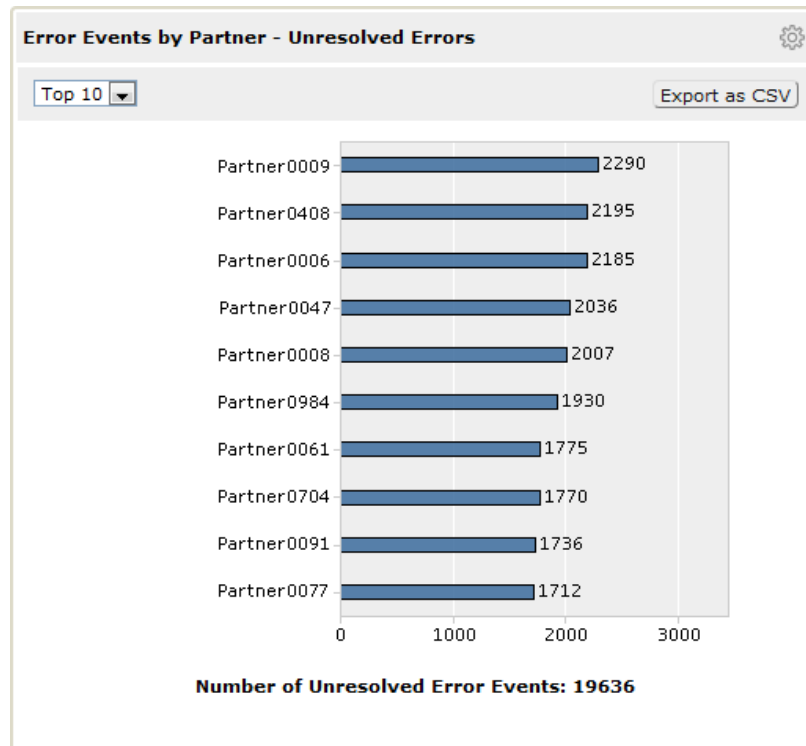 Error Events by Partner - Unresolved Errors
Top 10 Export as CSV
Partner0009 2290
Partner0408 2195
Partner0006 2185
Partner0047 2036
Partner0008 2007
Partner0984 1930
Partner0061 1775
Partner0704 1770
Partner0091 1736
Partner0077 1712
0 1000 2000 3000
Number of Unresolved Error Events: 19636